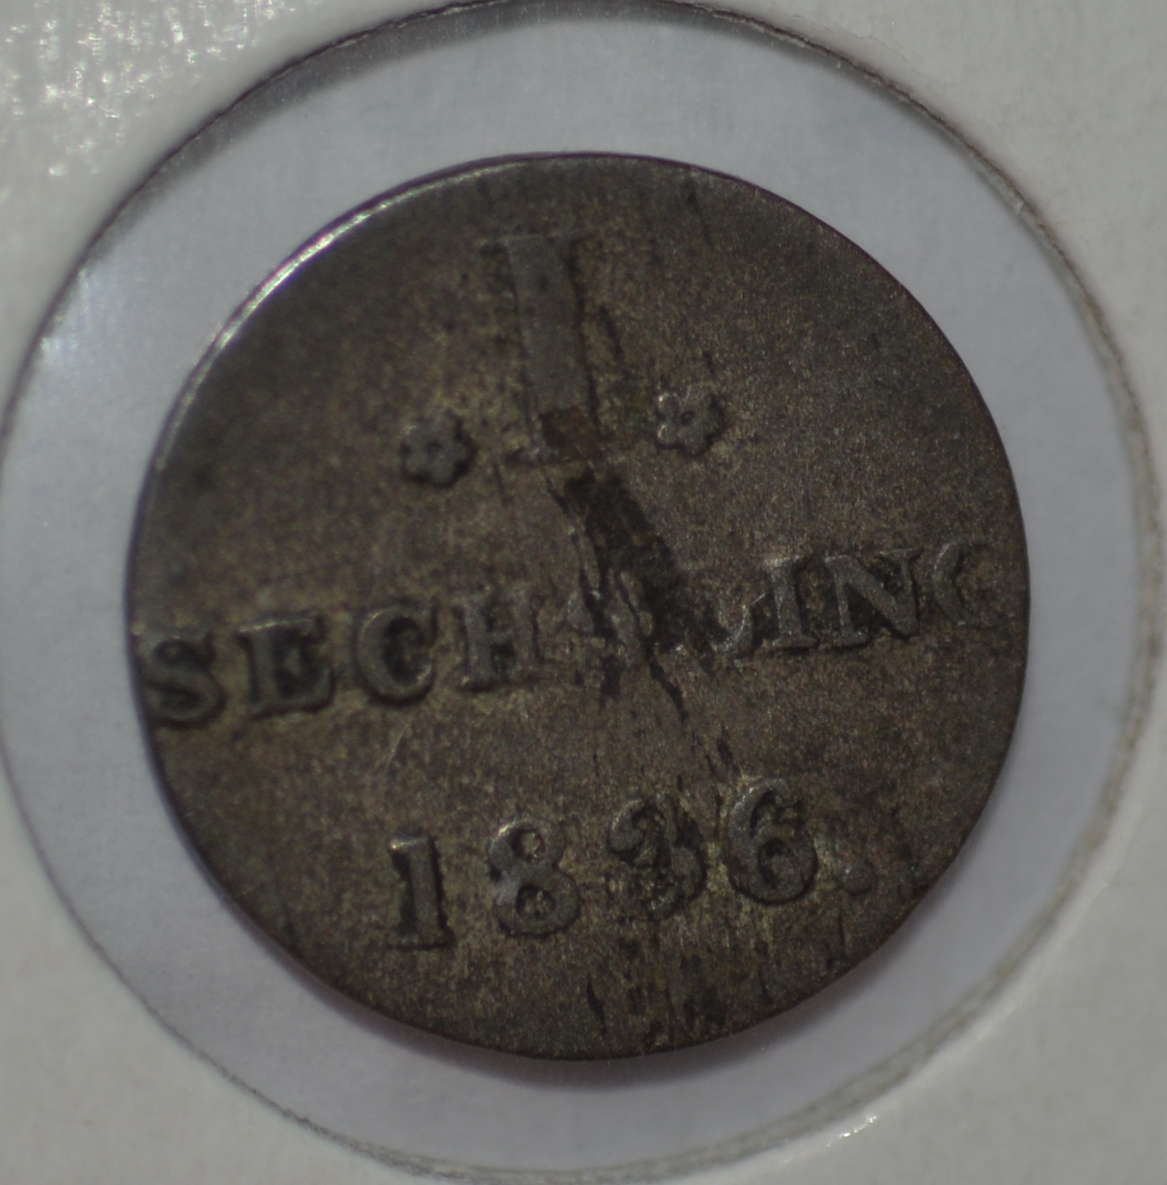 I
SECHSLING
1836.